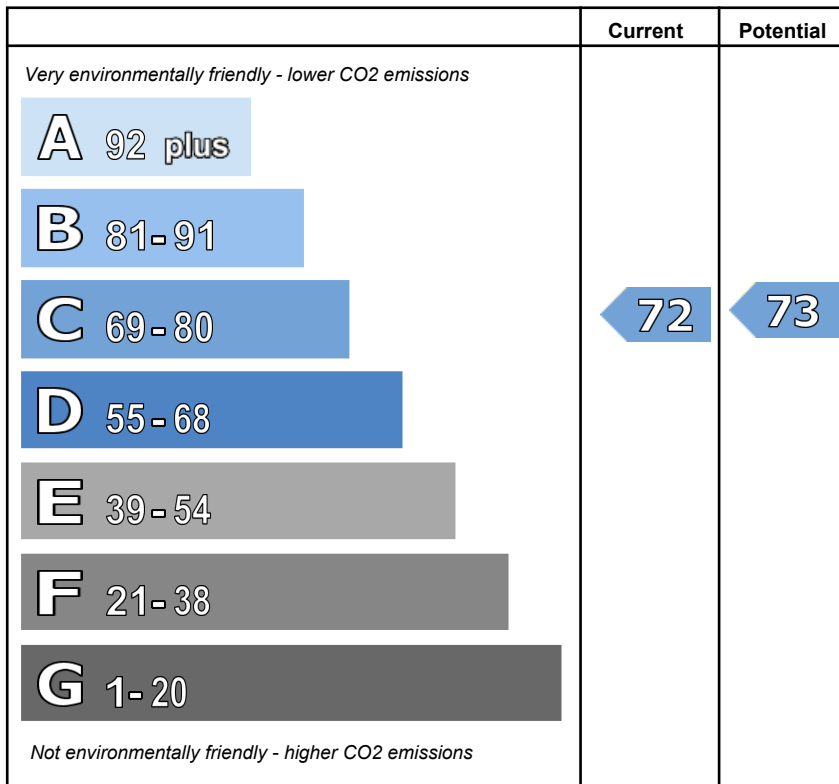 Current Potential
Very environmentally friendly - lower CO2 emissions
A 92 plus
B 81-91
C 69-80 72 73
D 55-68
E 39-54
F 21-38
G 1-20
Not environmentally friendly - higher CO2 emissions